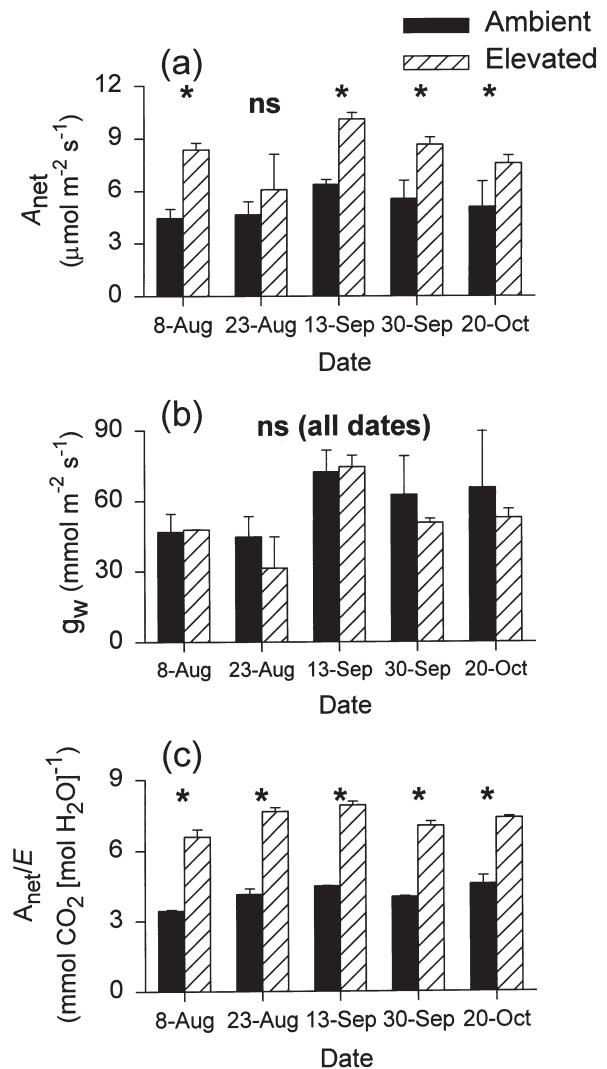 Ambient
Elevated
(a)
12
9
6
3
0
* ns * * *
A_net
(μmol m⁻² s⁻¹)
8-Aug 23-Aug 13-Sep 30-Sep 20-Oct
Date
(b)
ns (all dates)
90
60
30
0
g_w (mmol m⁻² s⁻¹)
8-Aug 23-Aug 13-Sep 30-Sep 20-Oct
Date
(c)
9
6
3
0
* * * * *
A_net/E
(mmol CO₂ [mol H₂O]⁻¹)
8-Aug 23-Aug 13-Sep 30-Sep 20-Oct
Date